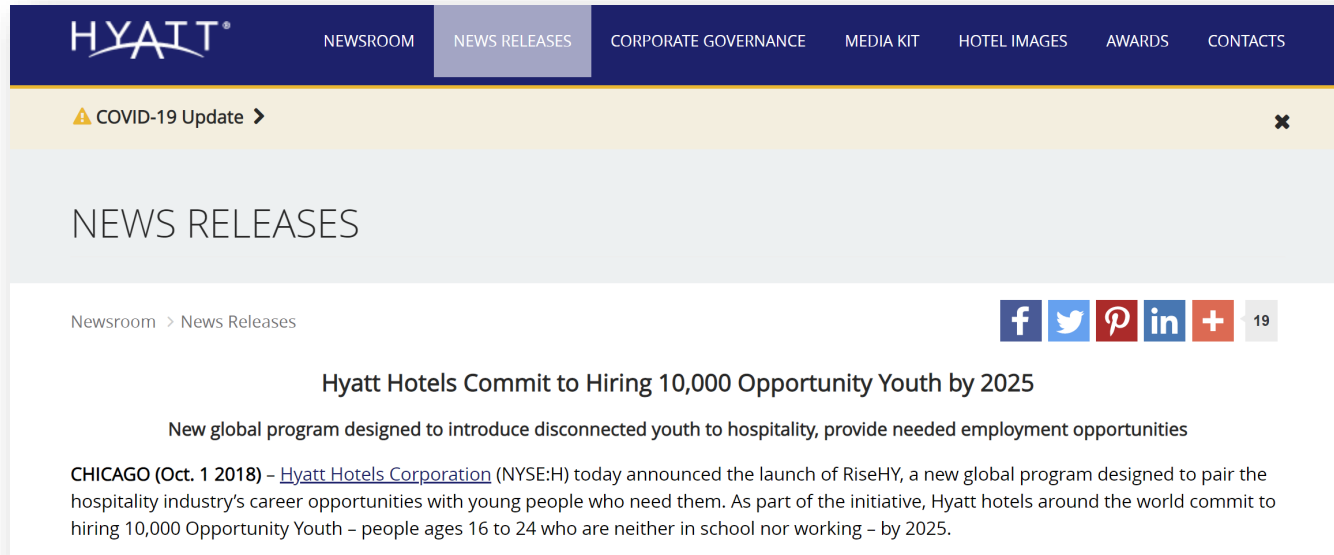 HYATT®
NEWSROOM NEWS RELEASES CORPORATE GOVERNANCE MEDIA KIT HOTEL IMAGES AWARDS CONTACTS
COVID-19 Update
NEWS RELEASES
Newsroom > News Releases
19
Hyatt Hotels Commit to Hiring 10,000 Opportunity Youth by 2025
New global program designed to introduce disconnected youth to hospitality, provide needed employment opportunities
CHICAGO (Oct. 1 2018) – Hyatt Hotels Corporation (NYSE:H) today announced the launch of RiseHY, a new global program designed to pair the
hospitality industry’s career opportunities with young people who need them. As part of the initiative, Hyatt hotels around the world commit to
hiring 10,000 Opportunity Youth – people ages 16 to 24 who are neither in school nor working – by 2025.